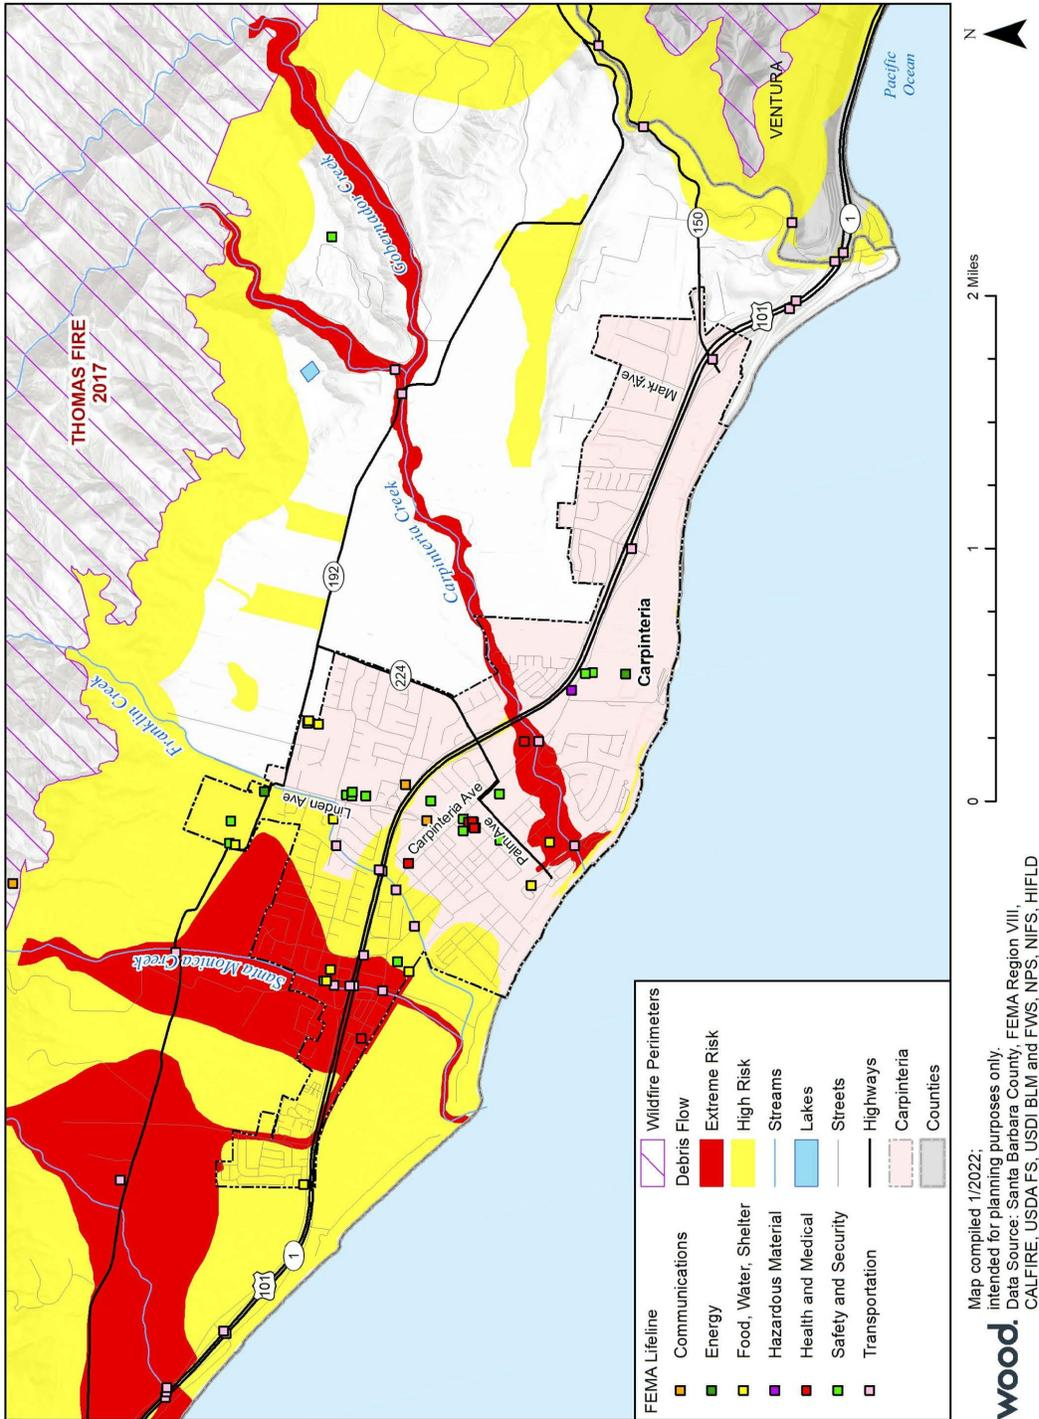 THOMAS FIRE
2017
Gobernador Creek
Carpinteria Creek
Franklin Creek
Santa Monica Creek
192
224
150
101
1
101
1
Linden Ave
Carpinteria Ave
Palm Ave
Mark Ave
Carpinteria
VENTURA
Pacific
Ocean
N
FEMA Lifeline
Communications
Energy
Food, Water, Shelter
Hazardous Material
Health and Medical
Safety and Security
Transportation
Wildfire Perimeters
Debris Flow
Extreme Risk
High Risk
Streams
Lakes
Streets
Highways
Carpinteria
Counties
0
1
2 Miles
wood.
Map compiled 1/2022;
intended for planning purposes only.
Data Source: Santa Barbara County, FEMA Region VIII,
CALFIRE, USDA FS, USDI BLM and FWS, NPS, NIFS, HIFLD